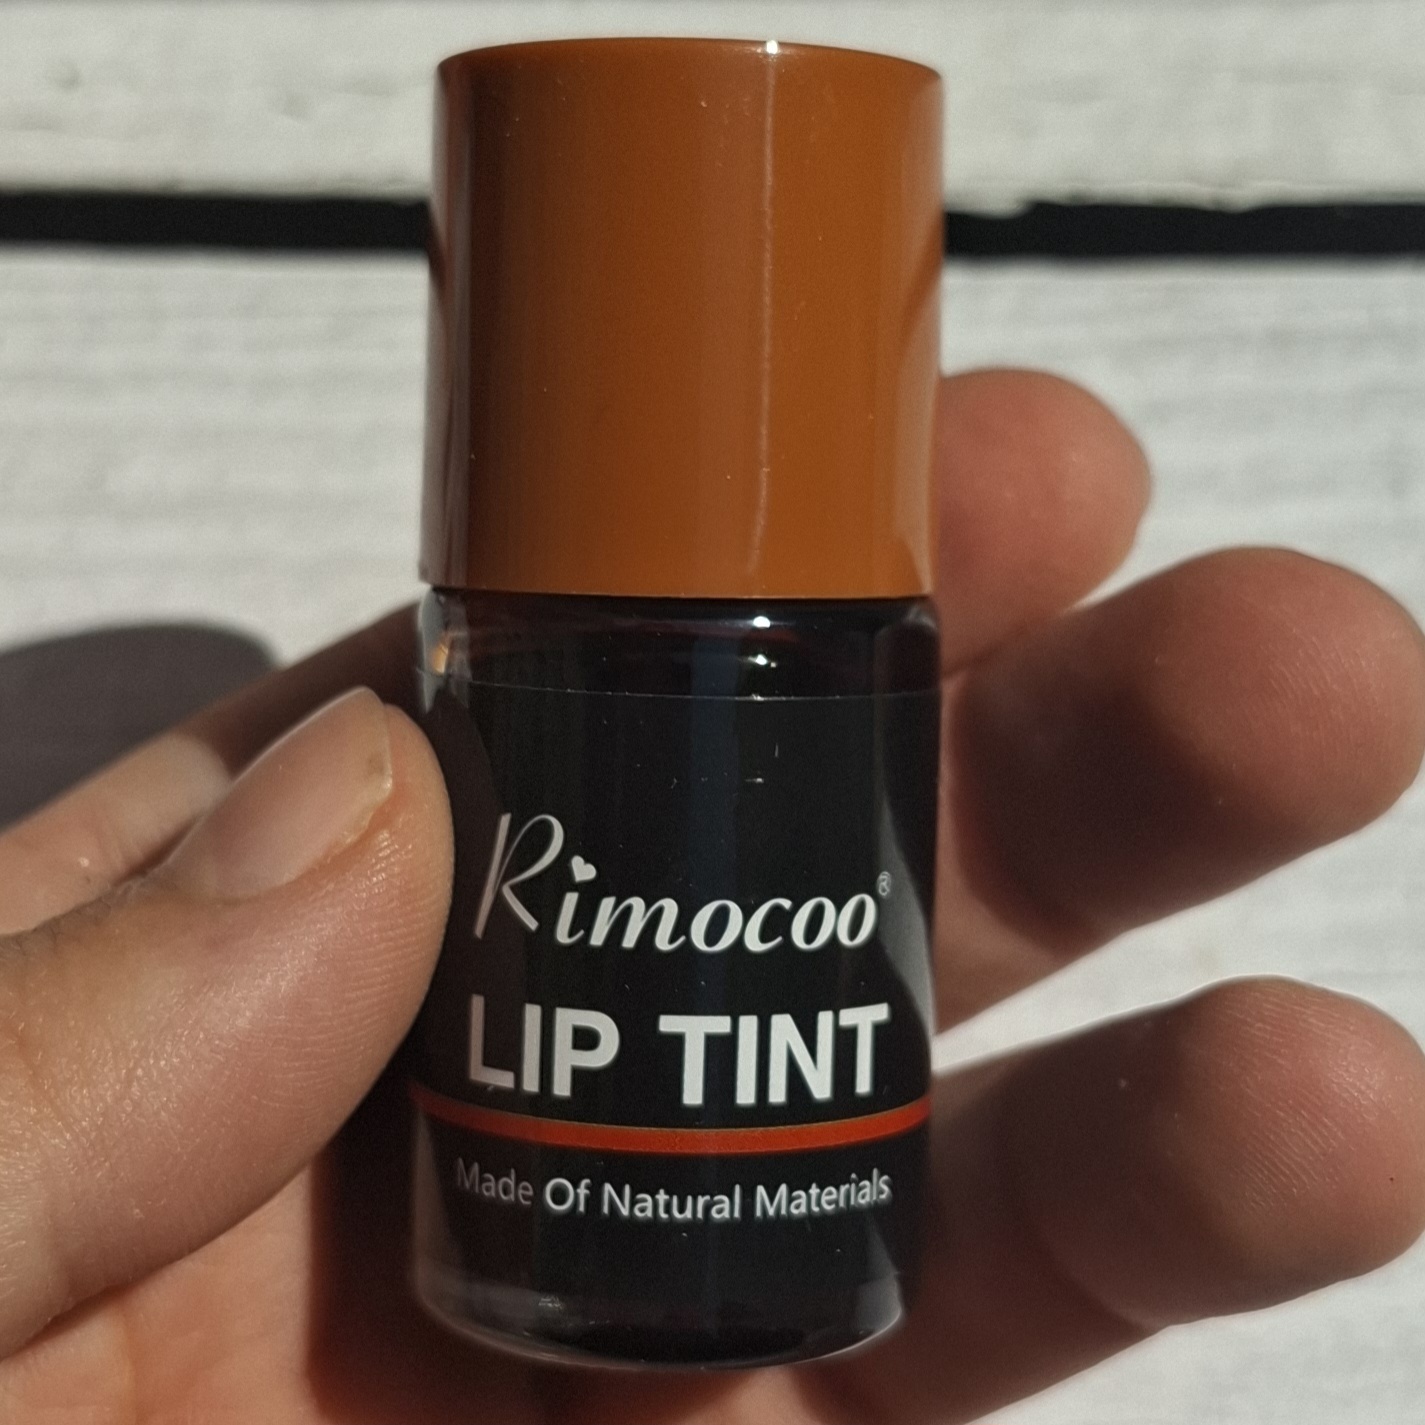 Rimocoo®
LIP TINT
Made Of Natural Materials